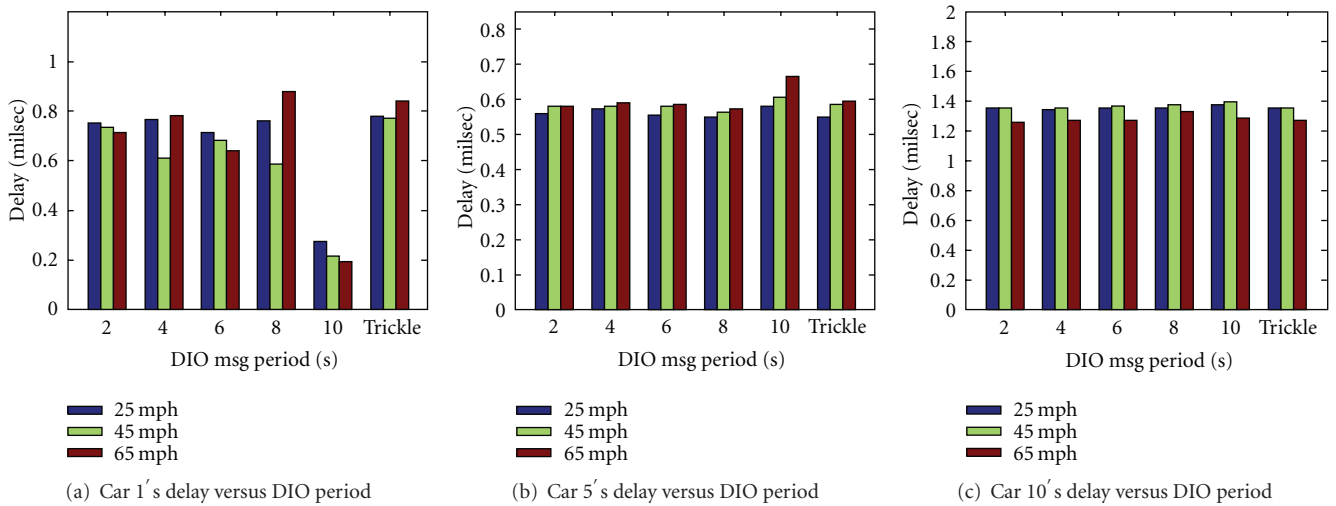 1
0.8
0.6
0.4
0.2
0
Delay (milsec)
2 4 6 8 10 Trickle
DIO msg period (s)
25 mph
45 mph
65 mph
(a) Car 1′s delay versus DIO period
0.8
0.7
0.6
0.5
0.4
0.3
0.2
0.1
0
Delay (milsec)
2 4 6 8 10 Trickle
DIO msg period (s)
25 mph
45 mph
65 mph
(b) Car 5′s delay versus DIO period
2
1.8
1.6
1.4
1.2
1
0.8
0.6
0.4
0.2
0
Delay (milsec)
2 4 6 8 10 Trickle
DIO msg period (s)
25 mph
45 mph
65 mph
(c) Car 10′s delay versus DIO period